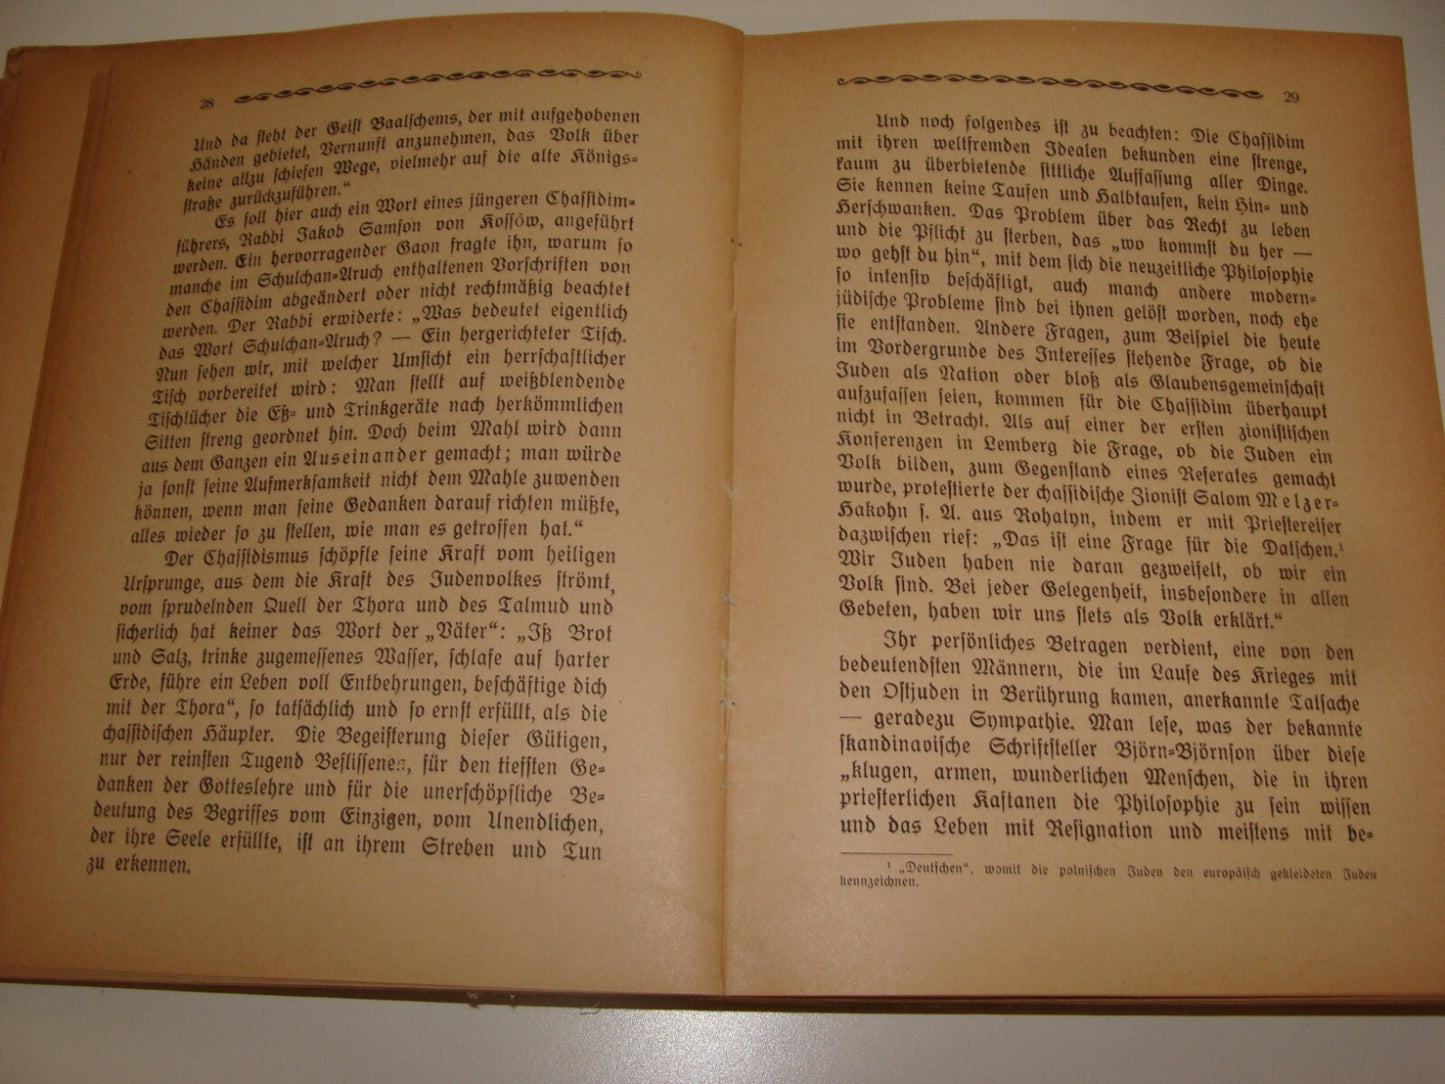 28
Und da steht der Geist Baalschems, der mit aufgehobenen
Händen gebietet, Vernunft anzunehmen, das Volk über
keine allzu schiefen Wege, vielmehr auf die alte Königs-
straße zurückzuführen.“
Es soll hier auch ein Wort eines jüngeren Chassidim-
führers, Rabbi Jakob Samson von Kossów, angeführt
werden. Ein hervorragender Gaon fragte ihn, warum so
manche im Schulchan-Aruch enthaltenen Vorschriften von
den Chassidim abgeändert oder nicht rechtmäßig beachtet
werden. Der Rabbi erwiderte: „Was bedeutet eigentlich
das Wort Schulchan-Aruch? — Ein hergerichteter Tisch.
Nun sehen wir, mit welcher Umsicht ein herrschaftlicher
Tisch vorbereitet wird: Man stellt auf weißblendende
Tischtücher die Eß- und Trinkgeräte nach herkömmlichen
Sitten streng geordnet hin. Doch beim Mahl wird dann
aus dem Ganzen ein Auseinander gemacht; man würde
ja sonst seine Aufmerksamkeit nicht dem Mahle zuwenden
können, wenn man seine Gedanken darauf richten müßte,
alles wieder so zu stellen, wie man es getroffen hat.“
Der Chassidismus schöpfte seine Kraft vom heiligen
Ursprunge, aus dem die Kraft des Judenvolkes strömt,
vom sprudelnden Quell der Thora und des Talmud und
sicherlich hat keiner das Wort der „Väter“: „Iß Brot
und Salz, trinke zugemessenes Wasser, schlafe auf harter
Erde, führe ein Leben voll Entbehrungen, beschäftige dich
mit der Thora“, so tatsächlich und so ernst erfüllt, als die
chassidischen Häupter. Die Begeisterung dieser Gütigen,
nur der reinsten Tugend Beflissenen, für den tiefsten Ge-
danken der Gotteslehre und für die unerschöpfliche Be-
deutung des Begriffes vom Einzigen, vom Unendlichen,
der ihre Seele erfüllte, ist an ihrem Streben und Tun
zu erkennen.
29
Und noch folgendes ist zu beachten: Die Chassidim
mit ihren weltfremden Idealen bekunden eine strenge,
kaum zu überbietende sittliche Auffassung aller Dinge.
Sie kennen keine Taufen und Halbtaufen, kein Hin- und
Herschwanken. Das Problem über das Recht zu leben
und die Pflicht zu sterben, das „wo kommst du her —
wo gehst du hin“, mit dem sich die neuzeitliche Philosophie
so intensiv beschäftigt, auch manch andere modern-
jüdische Probleme sind bei ihnen gelöst worden, noch ehe
sie entstanden. Andere Fragen, zum Beispiel die heute
im Vordergrunde des Interesses stehende Frage, ob die
Juden als Nation oder bloß als Glaubensgemeinschaft
aufzufassen seien, kommen für die Chassidim überhaupt
nicht in Betracht. Als auf einer der ersten zionistischen
Konferenzen in Lemberg die Frage, ob die Juden ein
Volk bilden, zum Gegenstand eines Referates gemacht
wurde, protestierte der chassidische Zionist Salom Melzer-
Hakohn s. A. aus Rohatyn, indem er mit Priestereifer
dazwischen rief: „Das ist eine Frage für die Datschen.¹
Wir Juden haben nie daran gezweifelt, ob wir ein
Volk sind. Bei jeder Gelegenheit, insbesondere in allen
Gebeten, haben wir uns stets als Volk erklärt.“
Ihr persönliches Betragen verdient, eine von den
bedeutendsten Männern, die im Laufe des Krieges mit
den Ostjuden in Berührung kamen, anerkannte Tatsache
— geradezu Sympathie. Man lese, was der bekannte
skandinavische Schriftsteller Björn-Björnson über diese
„klugen, armen, wunderlichen Menschen, die in ihren
priesterlichen Kaftanen die Philosophie zu sein wissen
und das Leben mit Resignation und meistens mit be-
¹ „Deutschen“, womit die polnischen Juden den europäisch gekleideten Juden
kennzeichnen.